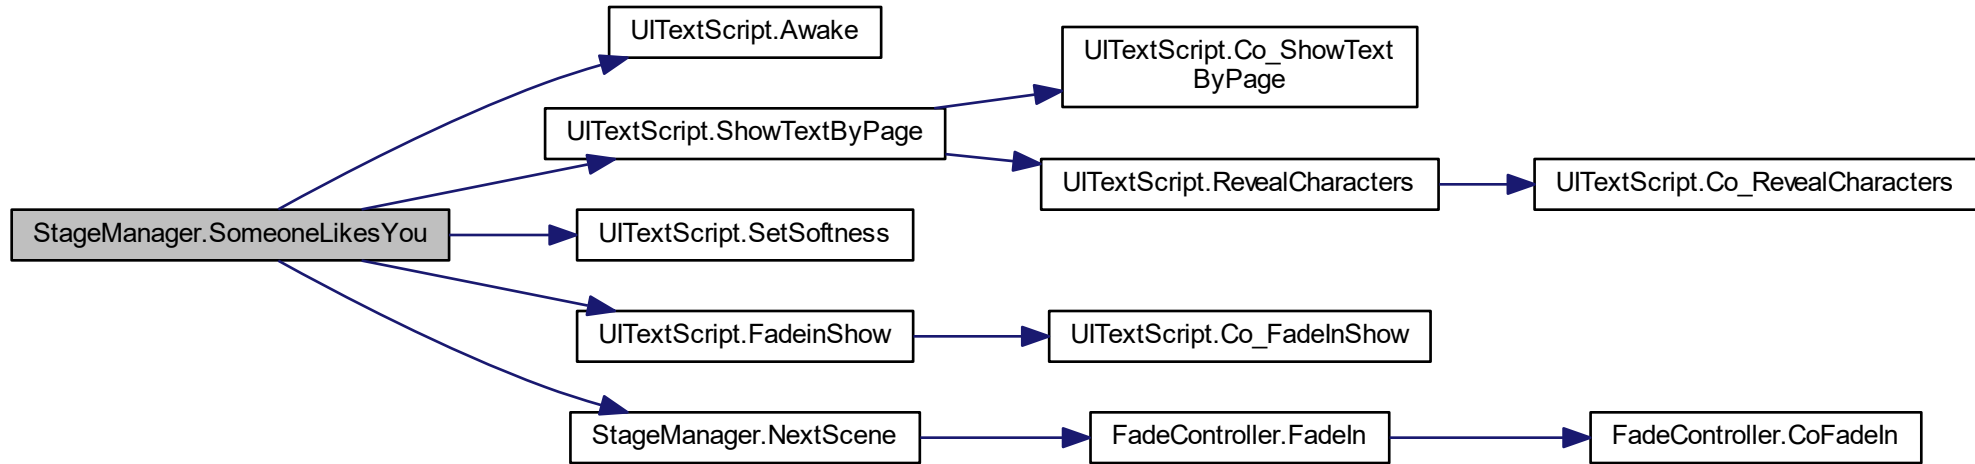 UITextScript.Awake
UITextScript.Co_ShowText
ByPage
UITextScript.ShowTextByPage
UITextScript.RevealCharacters
UITextScript.Co_RevealCharacters
StageManager.SomeoneLikesYou
UITextScript.SetSoftness
UITextScript.FadeinShow
UITextScript.Co_FadeInShow
StageManager.NextScene
FadeController.FadeIn
FadeController.CoFadeIn